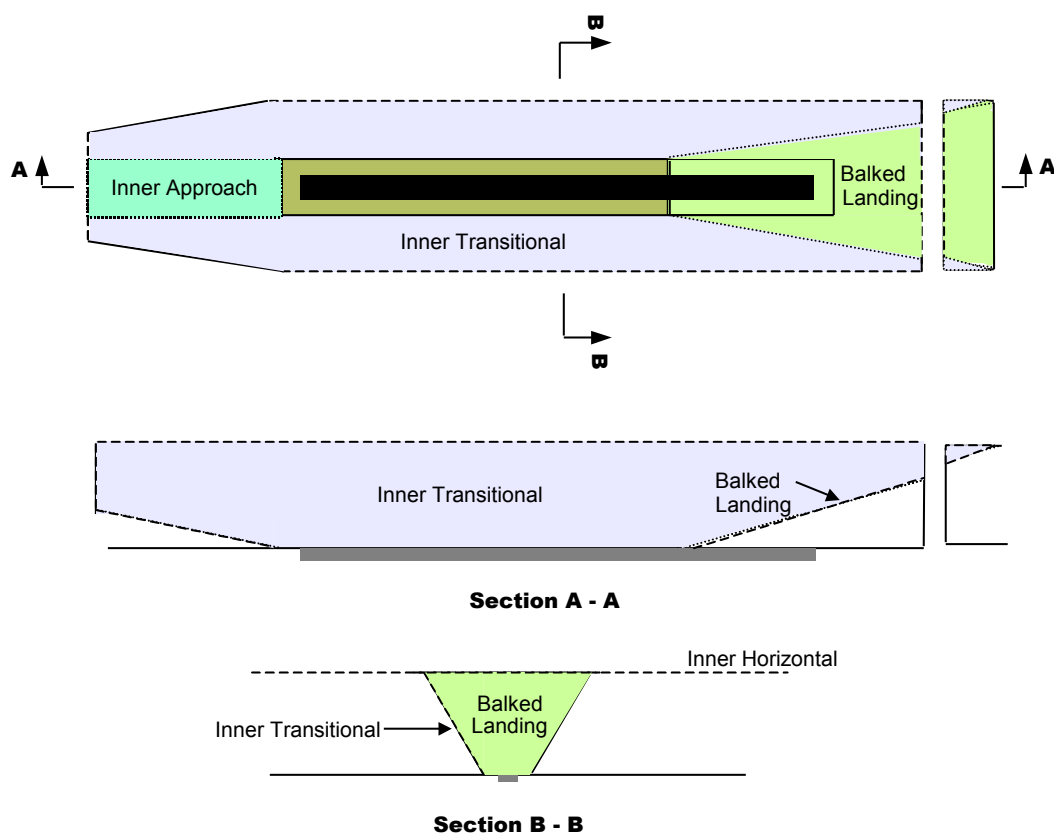 B
A
A
Inner Approach
Balked
Landing
Inner Transitional
B
Inner Transitional
Balked
Landing
Section A - A
Inner Horizontal
Balked
Landing
Inner Transitional
Section B - B